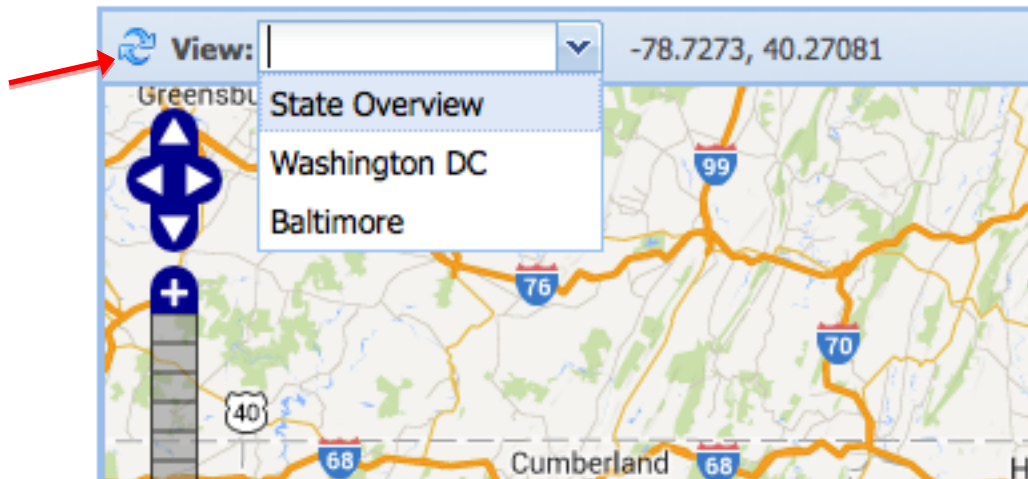 View:
-78.7273, 40.27081
Greensbu
State Overview
Washington DC
Baltimore
99
76
70
40
68
Cumberland
68
H